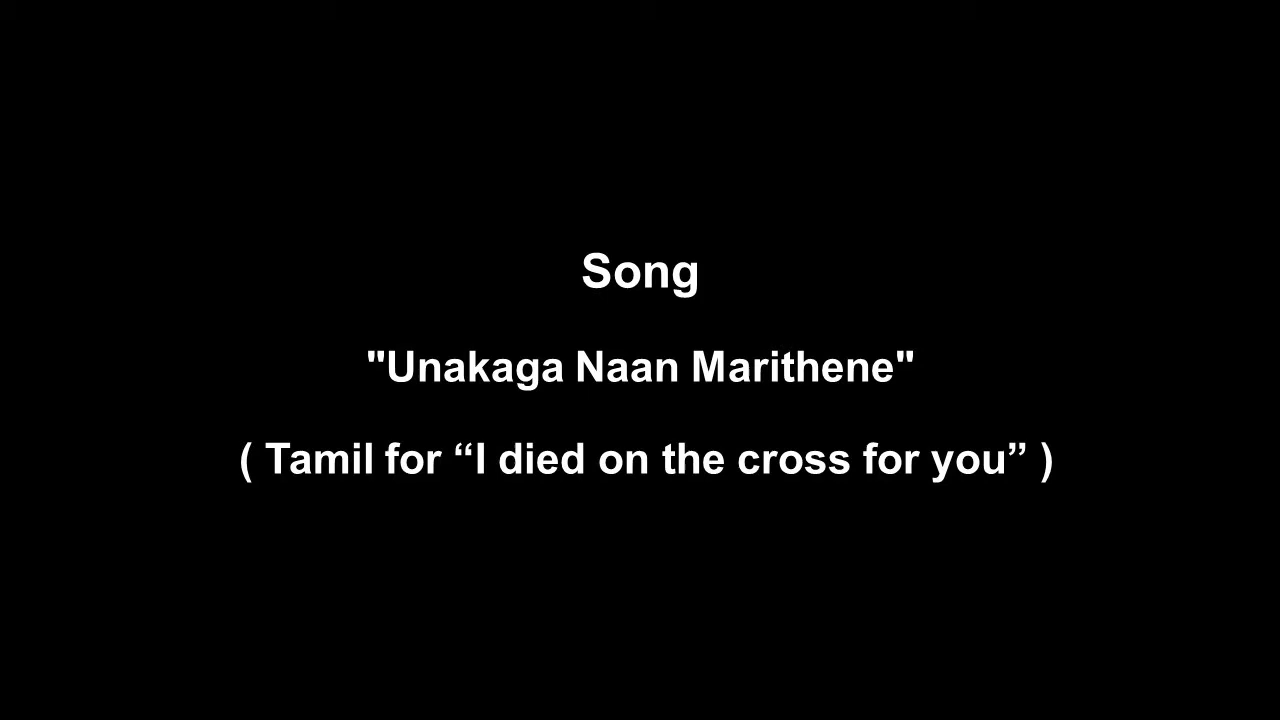 Song
"Unakaga Naan Marithene"
( Tamil for “I died on the cross for you” )